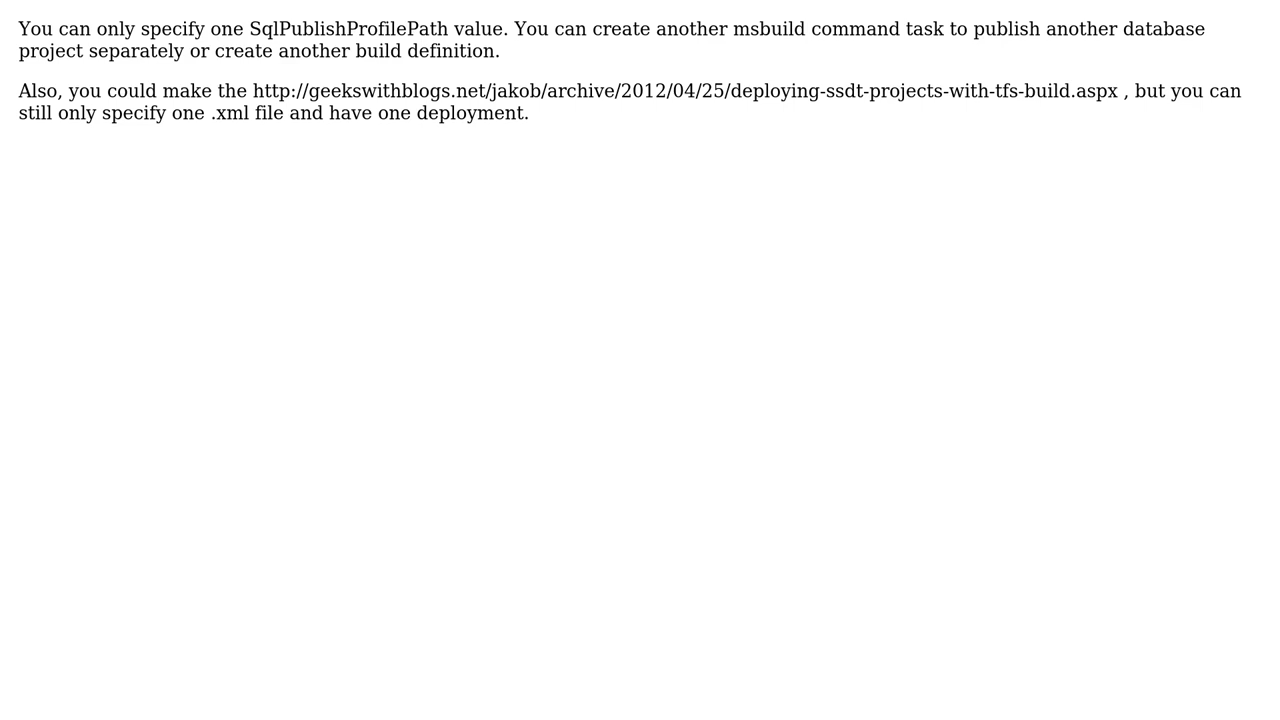 You can only specify one SqlPublishProfilePath value. You can create another msbuild command task to publish another database
project separately or create another build definition.
Also, you could make the http://geekswithblogs.net/jakob/archive/2012/04/25/deploying-ssdt-projects-with-tfs-build.aspx , but you can
still only specify one .xml file and have one deployment.